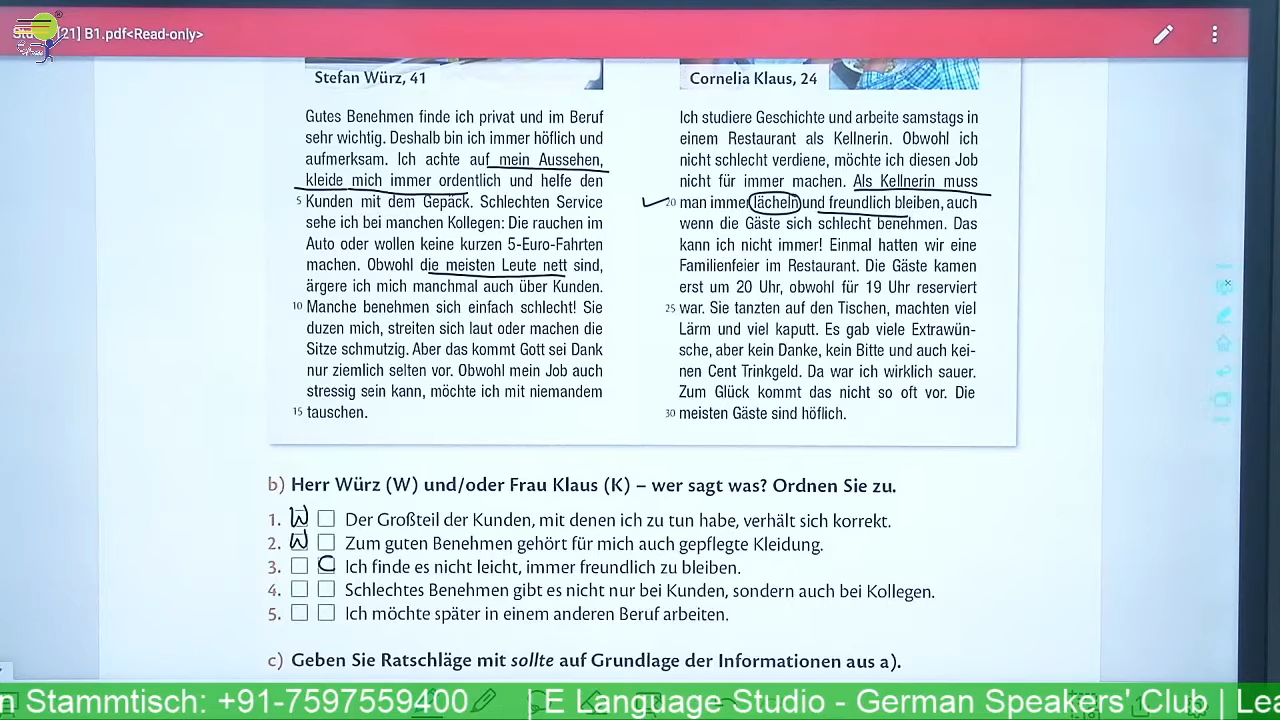 [21] B1.pdf<Read-only>
Stefan Würz, 41
Gutes Benehmen finde ich privat und im Beruf
sehr wichtig. Deshalb bin ich immer höflich und
aufmerksam. Ich achte auf mein Aussehen,
kleide mich immer ordentlich und helfe den
5 Kunden mit dem Gepäck. Schlechten Service
sehe ich bei manchen Kollegen: Die rauchen im
Auto oder wollen keine kurzen 5-Euro-Fahrten
machen. Obwohl die meisten Leute nett sind,
ärgere ich mich manchmal auch über Kunden.
10 Manche benehmen sich einfach schlecht! Sie
duzen mich, streiten sich laut oder machen die
Sitze schmutzig. Aber das kommt Gott sei Dank
nur ziemlich selten vor. Obwohl mein Job auch
stressig sein kann, möchte ich mit niemandem
15 tauschen.
Cornelia Klaus, 24
Ich studiere Geschichte und arbeite samstags in
einem Restaurant als Kellnerin. Obwohl ich
nicht schlecht verdiene, möchte ich diesen Job
nicht für immer machen. Als Kellnerin muss
20 man immer lächeln und freundlich bleiben, auch
wenn die Gäste sich schlecht benehmen. Das
kann ich nicht immer! Einmal hatten wir eine
Familienfeier im Restaurant. Die Gäste kamen
erst um 20 Uhr, obwohl für 19 Uhr reserviert
25 war. Sie tanzten auf den Tischen, machten viel
Lärm und viel kaputt. Es gab viele Extrawün-
sche, aber kein Danke, kein Bitte und auch kei-
nen Cent Trinkgeld. Da war ich wirklich sauer.
Zum Glück kommt das nicht so oft vor. Die
30 meisten Gäste sind höflich.
b) Herr Würz (W) und/oder Frau Klaus (K) – wer sagt was? Ordnen Sie zu.
1. W Der Großteil der Kunden, mit denen ich zu tun habe, verhält sich korrekt.
2. W Zum guten Benehmen gehört für mich auch gepflegte Kleidung.
3. C Ich finde es nicht leicht, immer freundlich zu bleiben.
4. Schlechtes Benehmen gibt es nicht nur bei Kunden, sondern auch bei Kollegen.
5. Ich möchte später in einem anderen Beruf arbeiten.
c) Geben Sie Ratschläge mit sollte auf Grundlage der Informationen aus a).
n Stammtisch: +91-7597559400 | E Language Studio - German Speakers' Club | Lea